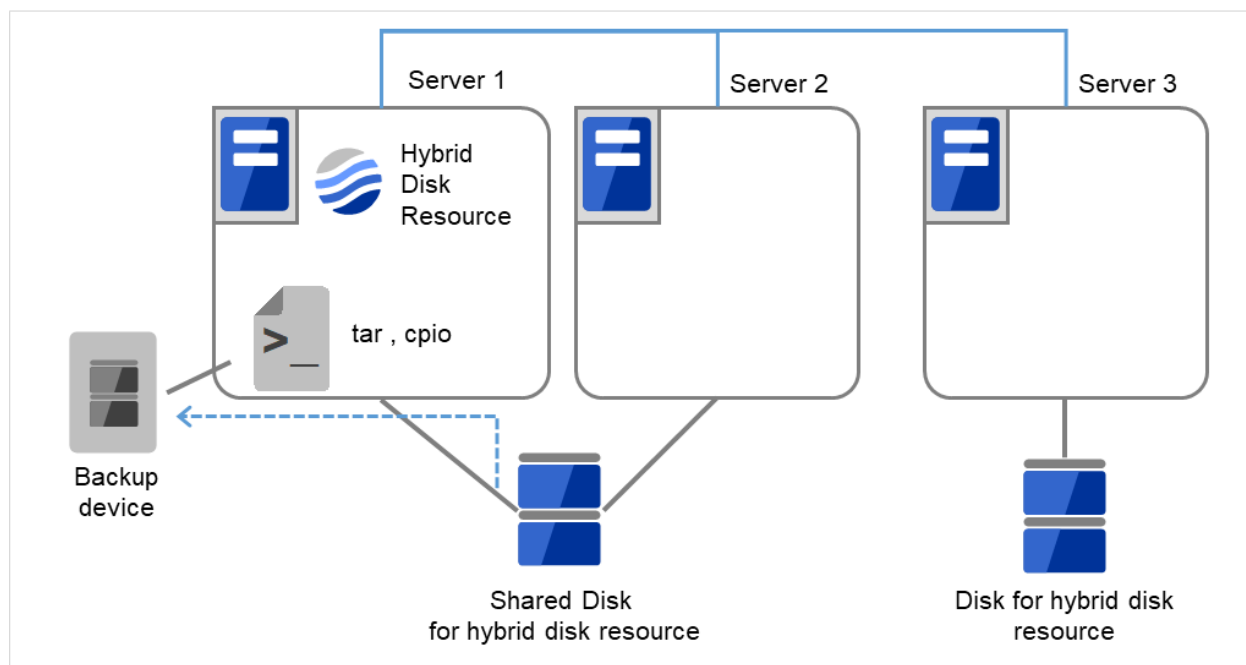 Server 1
Server 2
Server 3
Hybrid
Disk
Resource
tar , cpio
Backup
device
Shared Disk
for hybrid disk resource
Disk for hybrid disk
resource